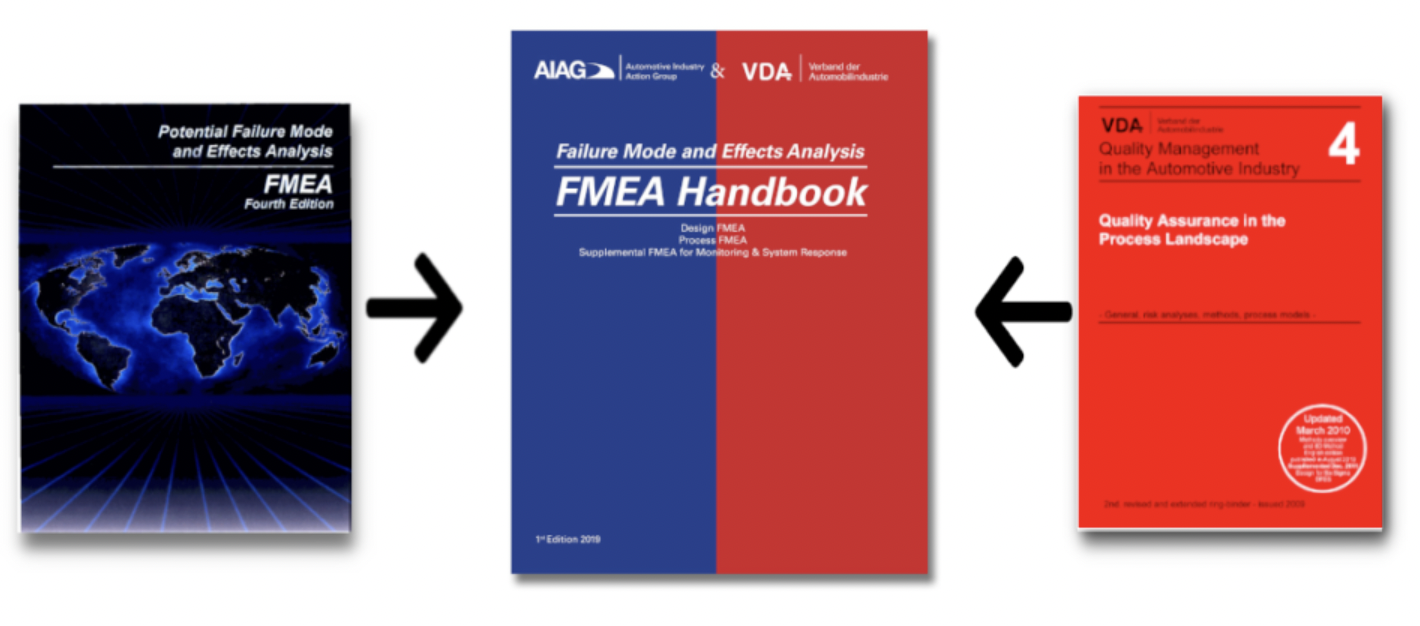 Potential Failure Mode
and Effects Analysis
FMEA
Fourth Edition
AIAG
Automotive Industry
Action Group
&
VDA
Verband der
Automobilindustrie
Failure Mode and Effects Analysis
FMEA Handbook
Design FMEA
Process FMEA
Supplemental FMEA for Monitoring & System Response
1st Edition 2019
VDA
Verband der
Automobilindustrie
4
Quality Management
in the Automotive Industry
Quality Assurance in the
Process Landscape
- General, risk analyses, methods, process models -
Updated
March 2010
2nd revised and extended ring-binder - issued 2009